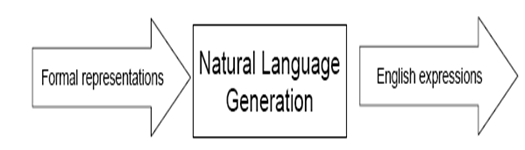 Formal representations
Natural Language
Generation
English expressions